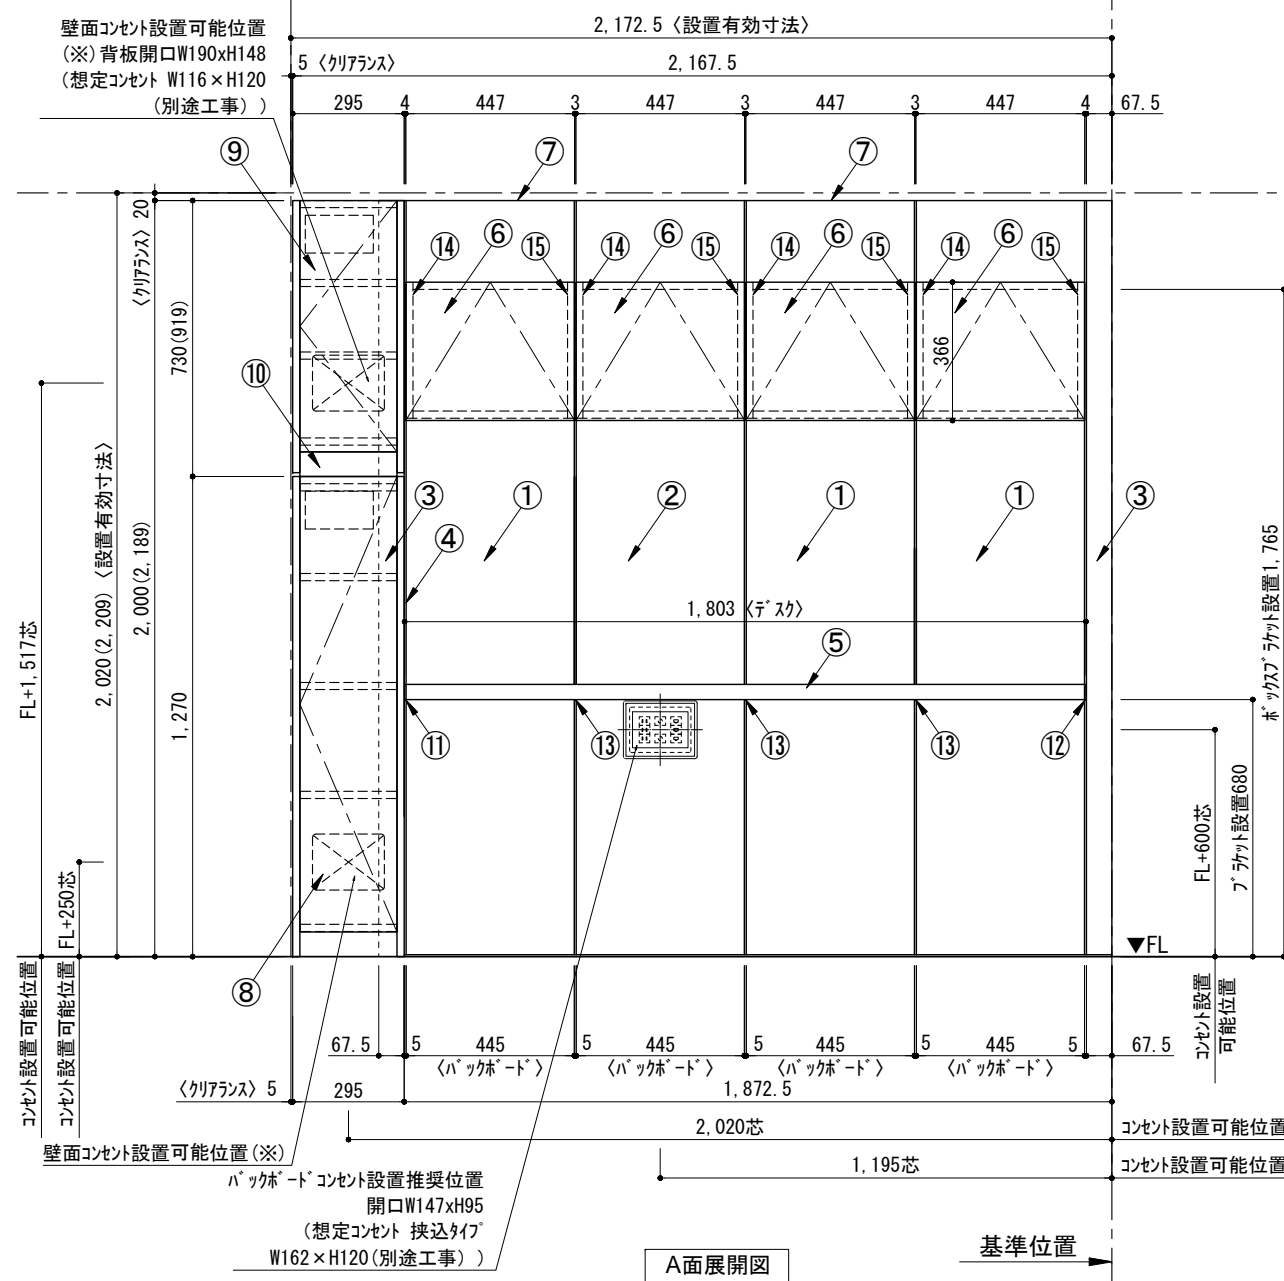 壁面コンセント設置可能位置
(※)背板開口W190xH148
(想定コンセント W116×H120
(別途工事) )
2,172.5 〈設置有効寸法〉
5 〈クリアランス〉
2,167.5
295
4
447
3
447
3
447
3
447
4
67.5
⑨
⑦
⑦
〈クリアランス〉 20
⑭
⑥
⑮
⑭
⑥
⑮
⑭
⑥
⑮
⑭
⑥
⑮
730(919)
366
⑩
2,020(2,209) 〈設置有効寸法〉
2,000(2,189)
③
④
①
②
①
①
③
ボックスブラケット設置1,765
1,803 〈デスク〉
⑤
FL+1,517芯
1,270
⑪
⑬
⑬
⑬
⑫
FL+600芯
ブラケット設置680
FL+250芯
▼FL
⑧
コンセント設置可能位置
コンセント設置可能位置
コンセント設置
可能位置
67.5
5
445
5
445
5
445
5
445
5
67.5
〈バックボード〉
〈バックボード〉
〈バックボード〉
〈バックボード〉
〈クリアランス〉 5
295
1,872.5
2,020芯
コンセント設置可能位置
壁面コンセント設置可能位置(※)
1,195芯
コンセント設置可能位置
バックボードコンセント設置推奨位置
開口W147xH95
(想定コンセント 挟込タイプ
W162×H120(別途工事) )
A面展開図
基準位置